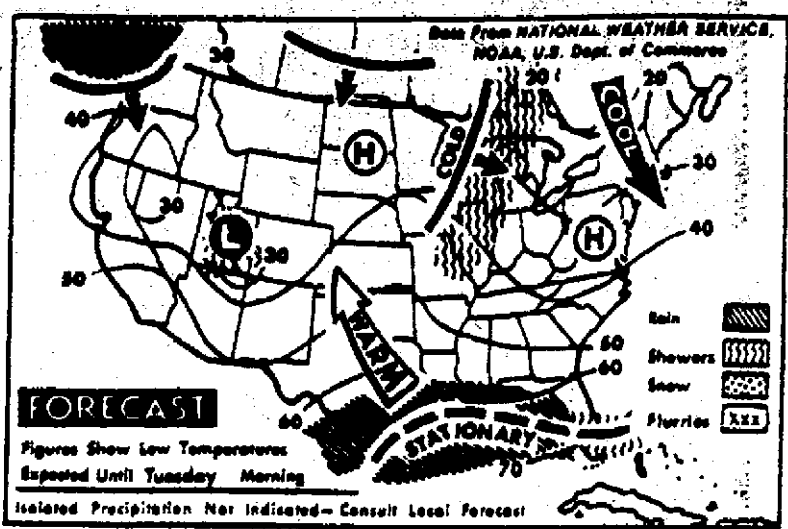 Data From NATIONAL WEATHER SERVICE,
NOAA, U.S. Dept. of Commerce
30
20
20
40
COLD
COOL
H
30
30
L
H
30
40
50
WARM
Rain
50
Showers
60
Snow
FORECAST
60
Flurries
XXX
STATIONARY
Figures Show Low Temperatures
70
Expected Until Tuesday Morning
Isolated Precipitation Not Indicated – Consult Local Forecast